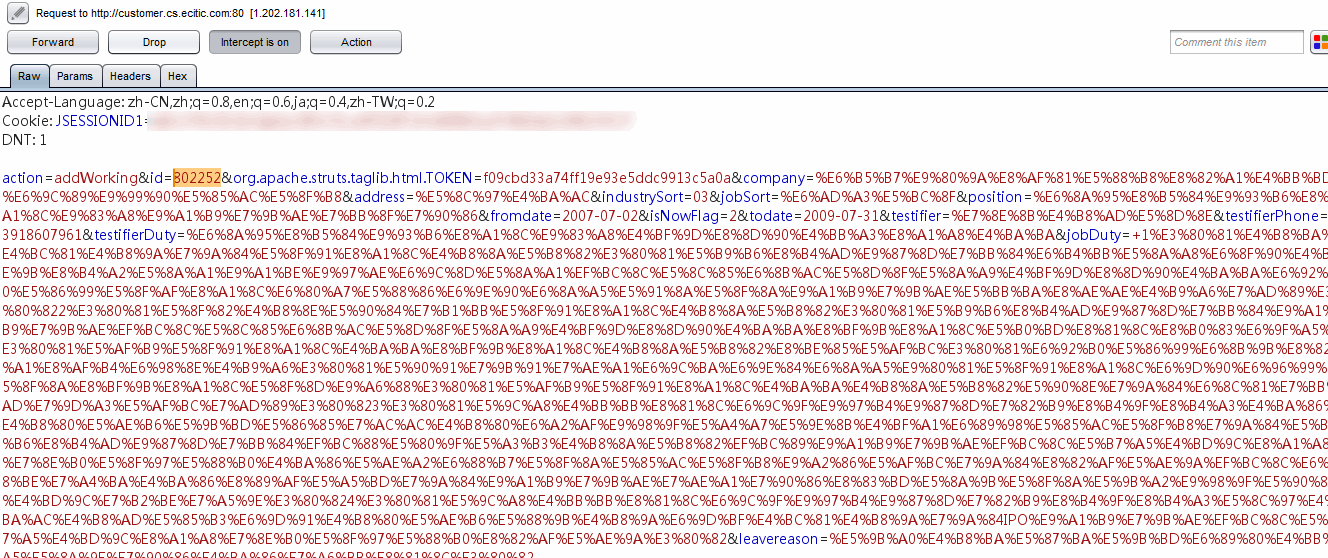 Request to http://customer.cs.ecitic.com:80 [1.202.181.141]
Forward Drop Intercept is on Action Comment this item
Raw Params Headers Hex
Accept-Language: zh-CN,zh;q=0.8,en;q=0.6,ja;q=0.4,zh-TW;q=0.2
Cookie: JSESSIONID1=
DNT: 1
action=addWorking&id=802252&org.apache.struts.taglib.html.TOKEN=f09cbd33a74ff19e93e5ddc9913c5a0a&company=%E6%B5%B7%E9%80%9A%E8%AF%81%E5%88%B8%E8%82%A1%E4%BB%BD
%E6%9C%89%E9%99%90%E5%85%AC%E5%8F%B8&address=%E5%8C%97%E4%BA%AC&industrySort=03&jobSort=%E6%AD%A3%E5%BC%8F&position=%E6%8A%95%E8%B5%84%E9%93%B6%E8%
A1%8C%E9%83%A8%E9%A1%B9%E7%9B%AE%E7%BB%8F%E7%90%86&fromdate=2007-07-02&isNowFlag=2&todate=2009-07-31&testifier=%E7%8E%8B%E4%B8%AD%E5%8D%8E&testifierPhone=
3918607961&testifierDuty=%E6%8A%95%E8%B5%84%E9%93%B6%E8%A1%8C%E9%83%A8%E4%BF%9D%E8%8D%90%E4%BB%A3%E8%A1%A8%E4%BA%BA&jobDuty=+1%E3%80%81%E4%B8%BA%
E4%BC%81%E4%B8%9A%E7%9A%84%E5%8F%91%E8%A1%8C%E4%B8%8A%E5%B8%82%E3%80%81%E5%B9%B6%E8%B4%AD%E9%87%8D%E7%BB%84%E6%B4%BB%E5%8A%A8%E6%8F%90%E4%B
E%9B%E8%B4%A2%E5%8A%A1%E9%A1%BE%E9%97%AE%E6%9C%8D%E5%8A%A1%EF%BC%8C%E5%8C%85%E6%8B%AC%E5%8D%8F%E5%8A%A9%E4%BF%9D%E8%8D%90%E4%BA%BA%E6%92%
0%E5%86%99%E5%8F%AF%E8%A1%8C%E6%80%A7%E5%88%86%E6%9E%90%E6%8A%A5%E5%91%8A%E5%8F%8A%E9%A1%B9%E7%9B%AE%E5%BB%BA%E8%AE%AE%E4%B9%A6%E7%AD%89%E3
%80%822%E3%80%81%E5%8F%82%E4%B8%8E%E5%90%84%E7%B1%BB%E5%8F%91%E8%A1%8C%E4%B8%8A%E5%B8%82%E3%80%81%E5%B9%B6%E8%B4%AD%E9%87%8D%E7%BB%84%E9%A1%
B9%E7%9B%AE%EF%BC%8C%E5%8C%85%E6%8B%AC%E5%8D%8F%E5%8A%A9%E4%BF%9D%E8%8D%90%E4%BA%BA%E8%BF%9B%E8%A1%8C%E5%B0%BD%E8%81%8C%E8%B0%83%E6%9F%A5%
E3%80%81%E5%AF%B9%E5%8F%91%E8%A1%8C%E4%BA%BA%E8%BF%9B%E8%A1%8C%E4%B8%8A%E5%B8%82%E8%BE%85%E5%AF%BC%E3%80%81%E6%92%B0%E5%86%99%E6%8B%9B%E8%82
%A1%E8%AF%B4%E6%98%8E%E4%B9%A6%E3%80%81%E5%90%91%E7%9B%91%E7%AE%A1%E6%9C%BA%E6%9E%84%E6%8A%A5%E9%80%81%E5%8F%91%E8%A1%8C%E6%9D%90%E6%96%99%
5%8F%8A%E8%BF%9B%E8%A1%8C%E5%8F%8D%E9%A6%88%E3%80%81%E5%AF%B9%E5%8F%91%E8%A1%8C%E4%BA%BA%E4%B8%8A%E5%B8%82%E5%90%8E%E7%9A%84%E6%8C%81%E7%BB
AD%E7%9D%A3%E5%AF%BC%E7%AD%89%E3%80%823%E3%80%81%E5%9C%A8%E4%BB%BB%E8%81%8C%E6%9C%9F%E9%97%B4%E9%87%8D%E7%82%B9%E8%B4%9F%E8%B4%A3%E4%BA%86%
E4%B8%80%E5%AE%B6%E5%9B%BD%E5%86%85%E7%AC%AC%E4%B8%80%E6%A2%AF%E9%98%9F%E5%A4%A7%E5%9E%8B%E4%BF%A1%E6%89%98%E5%85%AC%E5%8F%B8%E7%9A%84%E5%B
%B6%E8%B4%AD%E9%87%8D%E7%BB%84%EF%BC%88%E5%80%9F%E5%A3%B3%E4%B8%8A%E5%B8%82%EF%BC%89%E9%A1%B9%E7%9B%AE%EF%BC%8C%E5%B7%A5%E4%BD%9C%E8%A1%A8
%E7%8E%B0%E5%8F%97%E5%88%B0%E4%BA%86%E5%AE%A2%E6%88%B7%E5%8F%8A%E5%85%AC%E5%8F%B8%E9%A2%86%E5%AF%BC%E7%9A%84%E8%82%AF%E5%AE%9A%EF%BC%8C%E6
%8BE%E7%A4%BA%E4%BA%86%E8%89%AF%E5%A5%BD%E7%9A%84%E9%A1%B9%E7%9B%AE%E7%AE%A1%E7%90%86%E8%83%BD%E5%8A%9B%E5%8F%8A%E5%9B%A2%E9%98%9F%E5%90%8
%E4%BD%9C%E7%B2%BE%E7%A5%9E%E3%80%824%E3%80%81%E5%9C%A8%E4%BB%BB%E8%81%8C%E6%9C%9F%E9%97%B4%E9%87%8D%E7%82%B9%E8%B4%9F%E8%B4%A3%E5%8C%97%E4
BA%AC%E4%B8%AD%E5%85%B3%E6%9D%91%E4%B8%80%E5%AE%B6%E5%88%9B%E4%B8%9A%E6%9D%BF%E4%BC%81%E4%B8%9A%E7%9A%84IPO%E9%A1%B9%E7%9B%AE%EF%BC%8C%E5%
7%A5%E4%BD%9C%E8%A1%A8%E7%8E%B0%E5%8F%97%E5%88%B0%E5%AE%A2%E6%88%B7%E8%82%AF%E5%AE%9A%E3%80%82&leavereason=%E5%9B%A0%E4%B8%BA%E5%87%BA%E5%9B%BD%E8%89%80%E4%BB%